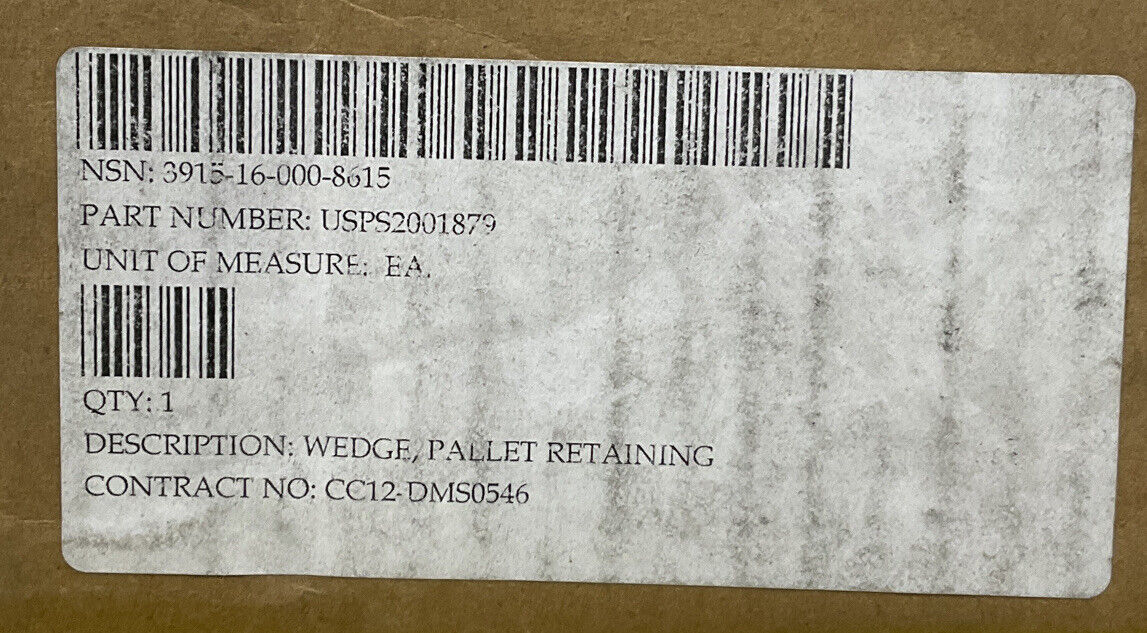 NSN: 3915-16-000-8615
PART NUMBER: USPS2001879
UNIT OF MEASURE: EA.
QTY: 1
DESCRIPTION: WEDGE, PALLET RETAINING
CONTRACT NO: CC12-DMS0546